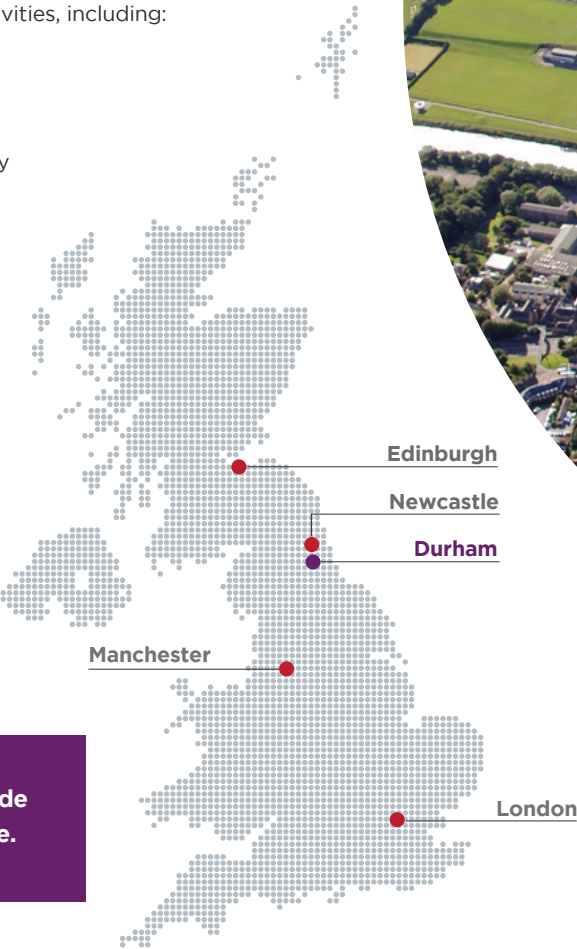 vities, including:
y
Edinburgh
Newcastle
Durham
Manchester
de
e.
London